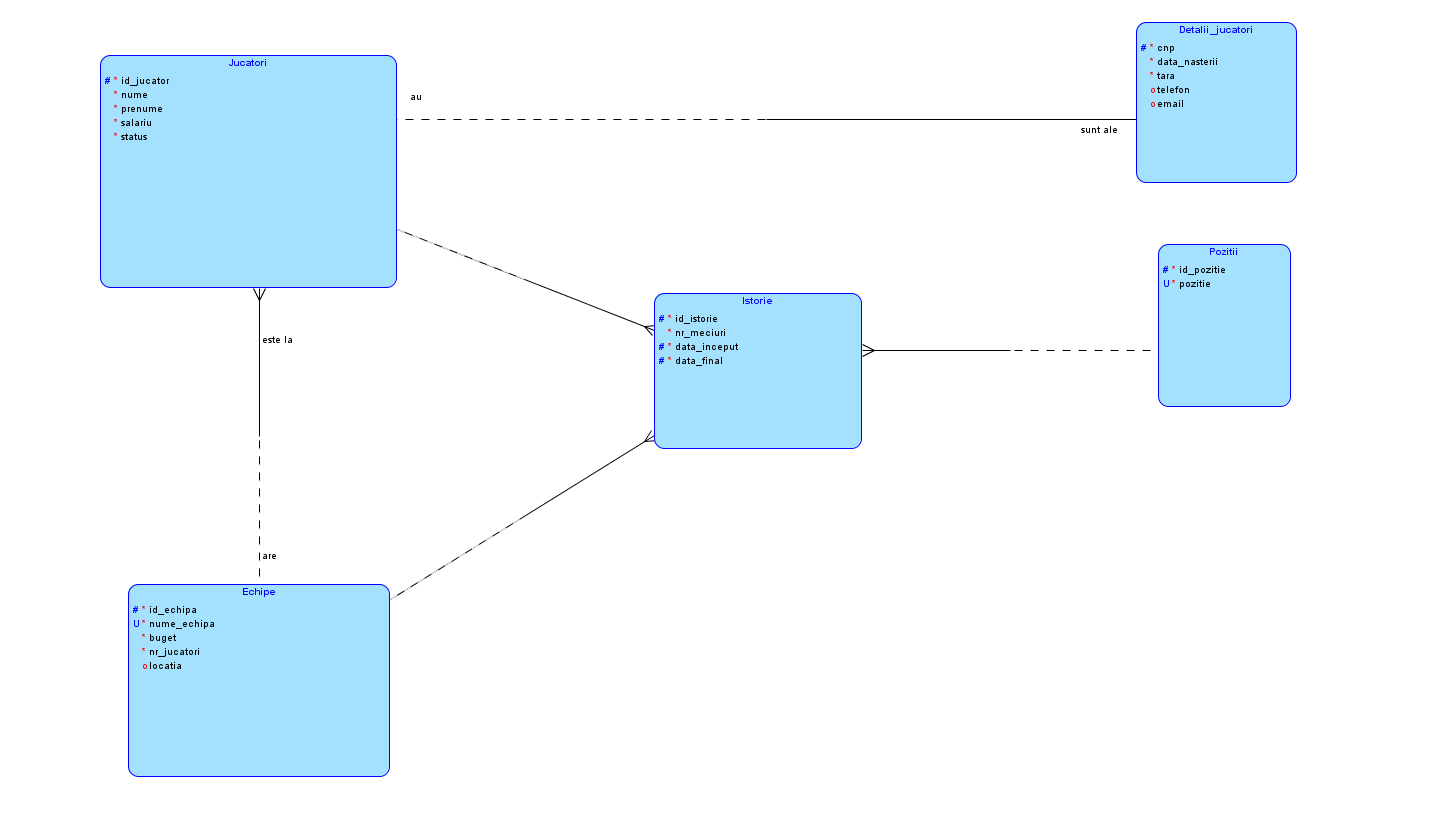 Jucatori
# * id_jucator
* nume
* prenume
* salariu
* status
au
sunt ale
Detalii_jucatori
# * cnp
* data_nasterii
* tara
o telefon
o email
Pozitii
# * id_pozitie
U * pozitie
Istorie
# * id_istorie
* nr_meciuri
# * data_inceput
# * data_final
este la
are
Echipe
# * id_echipa
U * nume_echipa
* buget
* nr_jucatori
o locatia